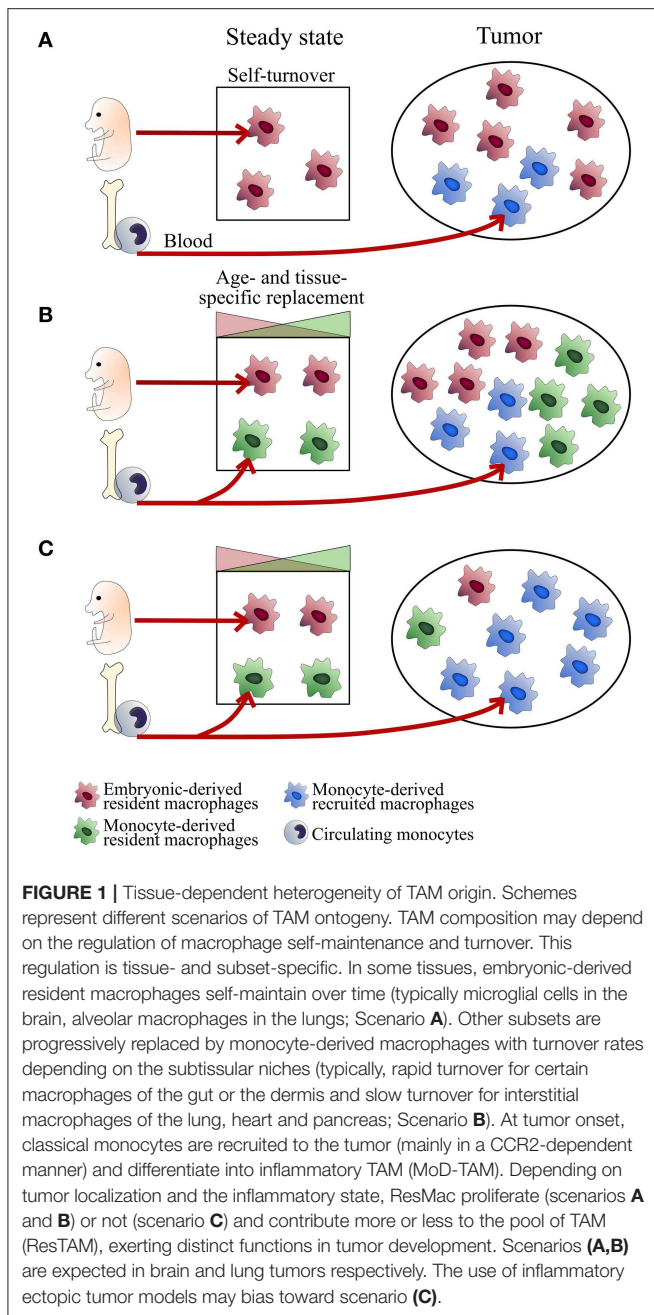 A
Steady state
Tumor
Self-turnover
Blood
Age- and tissue-
specific replacement
B
C
Embryonic-derived
resident macrophages
Monocyte-derived
recruited macrophages
Monocyte-derived
resident macrophages
Circulating monocytes
FIGURE 1 | Tissue-dependent heterogeneity of TAM origin. Schemes
represent different scenarios of TAM ontogeny. TAM composition may depend
on the regulation of macrophage self-maintenance and turnover. This
regulation is tissue- and subset-specific. In some tissues, embryonic-derived
resident macrophages self-maintain over time (typically microglial cells in the
brain, alveolar macrophages in the lungs; Scenario A). Other subsets are
progressively replaced by monocyte-derived macrophages with turnover rates
depending on the subtissular niches (typically, rapid turnover for certain
macrophages of the gut or the dermis and slow turnover for interstitial
macrophages of the lung, heart and pancreas; Scenario B). At tumor onset,
classical monocytes are recruited to the tumor (mainly in a CCR2-dependent
manner) and differentiate into inflammatory TAM (MoD-TAM). Depending on
tumor localization and the inflammatory state, ResMac proliferate (scenarios A
and B) or not (scenario C) and contribute more or less to the pool of TAM
(ResTAM), exerting distinct functions in tumor development. Scenarios (A,B)
are expected in brain and lung tumors respectively. The use of inflammatory
ectopic tumor models may bias toward scenario (C).